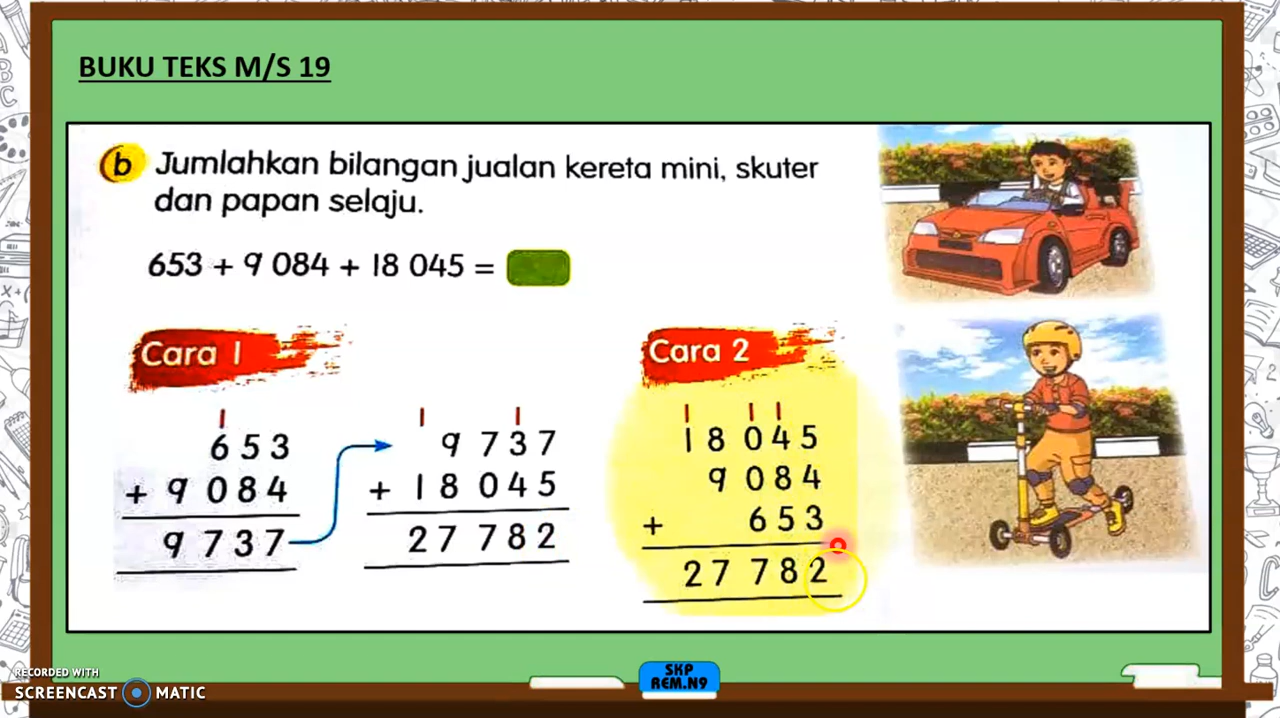 BUKU TEKS M/S 19
b Jumlahkan bilangan jualan kereta mini, skuter
dan papan selaju.
653 + 9 084 + 18 045 =
Cara 1
1
6 5 3
+ 9 0 8 4
9 7 3 7
1 1
9 7 3 7
+ 1 8 0 4 5
2 7 7 8 2
Cara 2
1 1 1
1 8 0 4 5
9 0 8 4
+ 6 5 3
2 7 7 8 2
SKP
REM.N9
RECORDED WITH
SCREENCAST MATIC